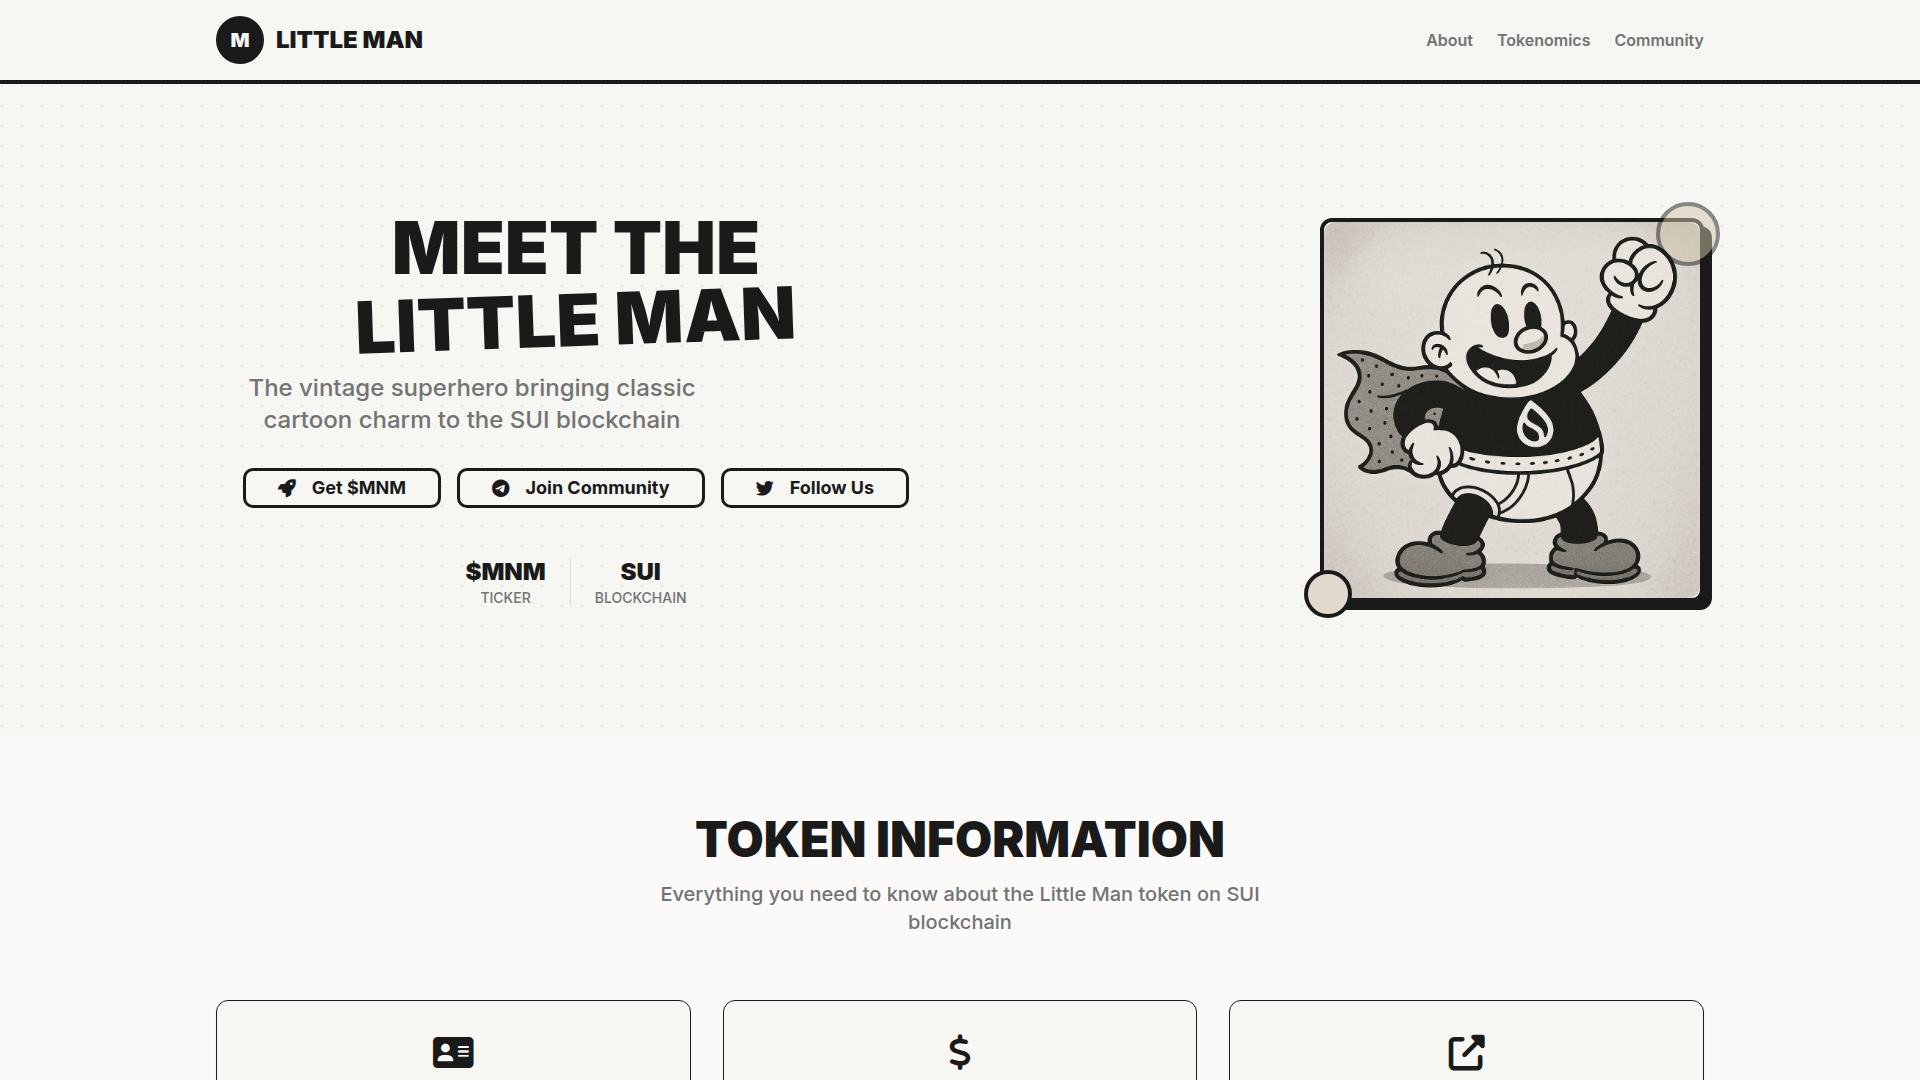 M
LITTLE MAN
About
Tokenomics
Community
MEET THE
LITTLE MAN
The vintage superhero bringing classic
cartoon charm to the SUI blockchain
Get $MNM
Join Community
Follow Us
$MNM
TICKER
SUI
BLOCKCHAIN
TOKEN INFORMATION
Everything you need to know about the Little Man token on SUI
blockchain